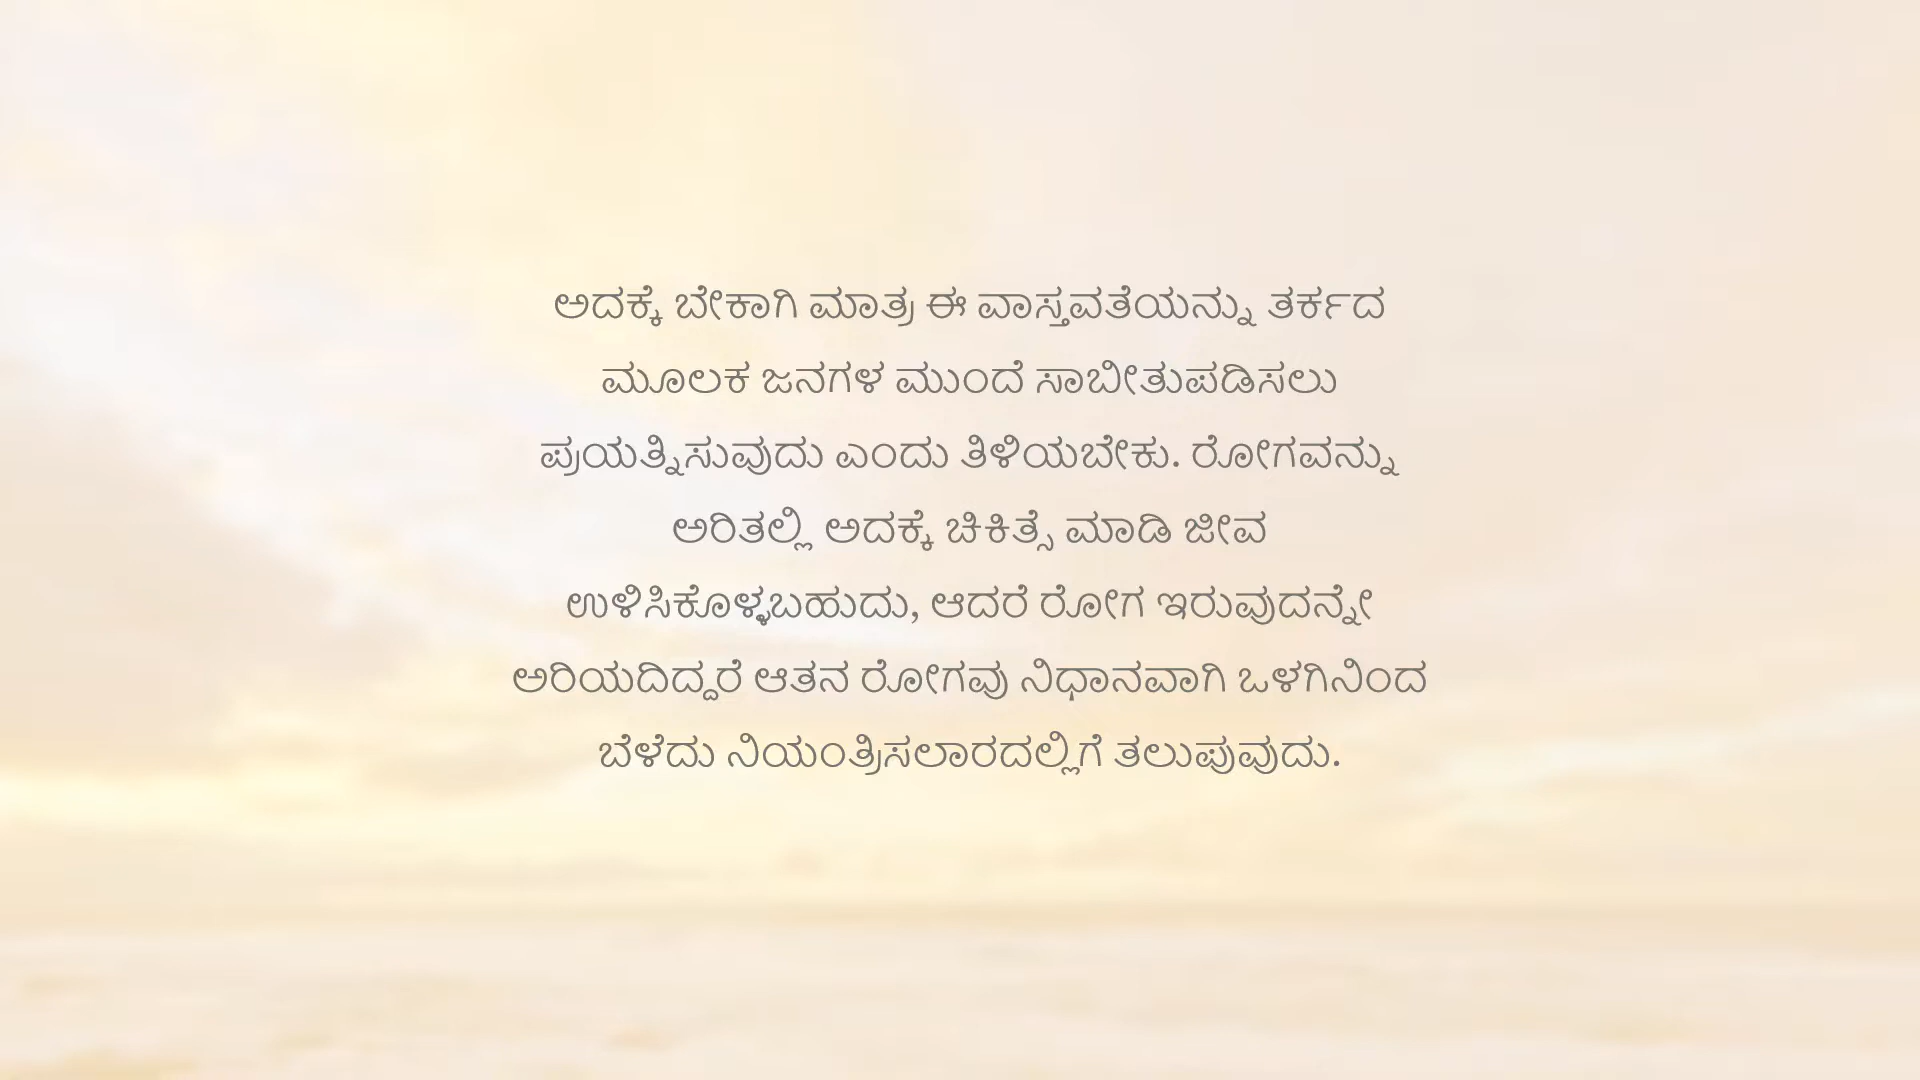 ಅದಕ್ಕೆ ಬೇಕಾಗಿ ಮಾತ್ರ ಈ ವಾಸ್ತವತೆಯನ್ನು ತರ್ಕದ
ಮೂಲಕ ಜನಗಳ ಮುಂದೆ ಸಾಬೀತುಪಡಿಸಲು
ಪ್ರಯತ್ನಿಸುವುದು ಎಂದು ತಿಳಿಯಬೇಕು. ರೋಗವನ್ನು
ಅರಿತಲ್ಲಿ ಅದಕ್ಕೆ ಚಿಕಿತ್ಸೆ ಮಾಡಿ ಜೀವ
ಉಳಿಸಿಕೊಳ್ಳಬಹುದು, ಆದರೆ ರೋಗ ಇರುವುದನ್ನೇ
ಅರಿಯದಿದ್ದರೆ ಆತನ ರೋಗವು ನಿಧಾನವಾಗಿ ಒಳಗಿನಿಂದ
ಬೆಳೆದು ನಿಯಂತ್ರಿಸಲಾರದಲ್ಲಿಗೆ ತಲುಪುವುದು.